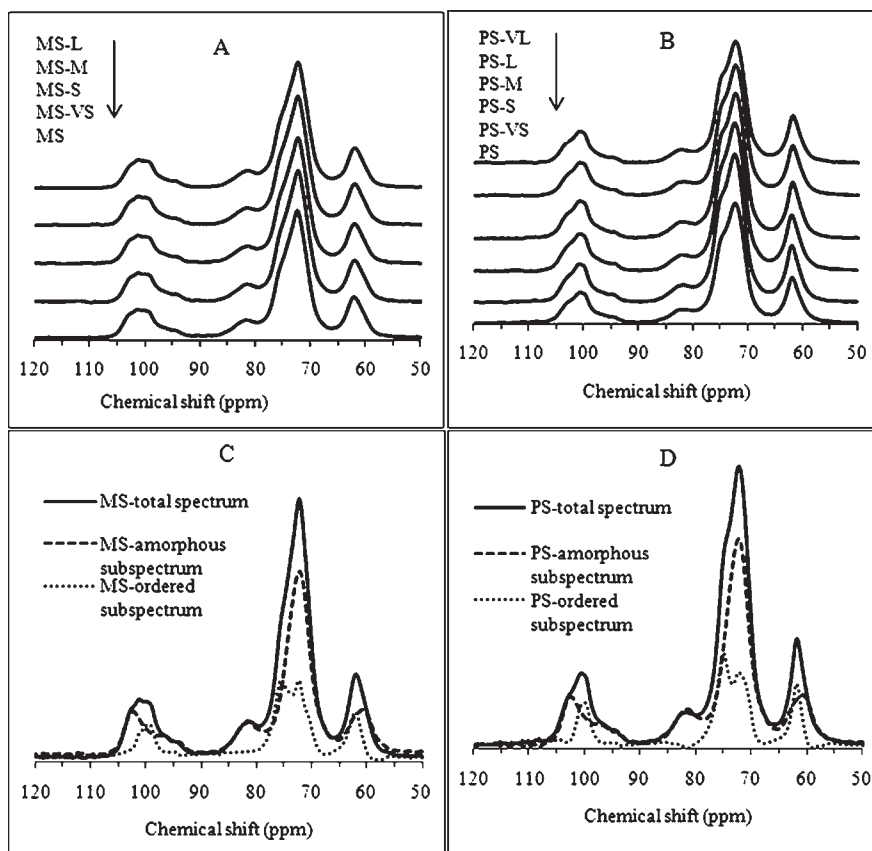 A
MS-L
MS-M
MS-S
MS-VS
MS
120 110 100 90 80 70 60 50
Chemical shift (ppm)
B
PS-VL
PS-L
PS-M
PS-S
PS-VS
PS
120 110 100 90 80 70 60 50
Chemical shift (ppm)
C
MS-total spectrum
MS-amorphous
subspectrum
MS-ordered
subspectrum
120 110 100 90 80 70 60 50
Chemical shift (ppm)
D
PS-total spectrum
PS-amorphous
subspectrum
PS-ordered
subspectrum
120 110 100 90 80 70 60 50
Chemical shift (ppm)